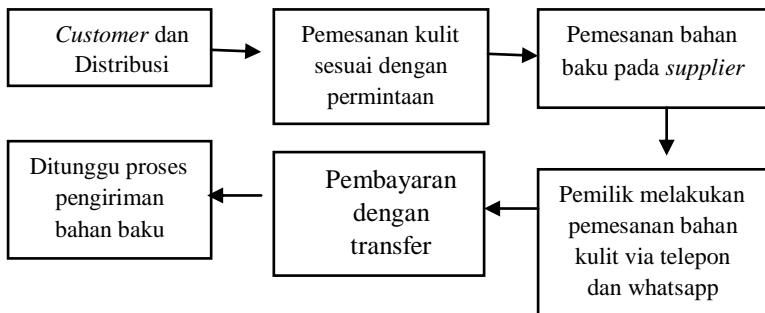 Customer dan
Distribusi
Pemesanan kulit
sesuai dengan
permintaan
Pemesanan bahan
baku pada supplier
Pemilik melakukan
pemesanan bahan
kulit via telepon
dan whatsapp
Pembayaran
dengan
transfer
Ditunggu proses
pengiriman
bahan baku